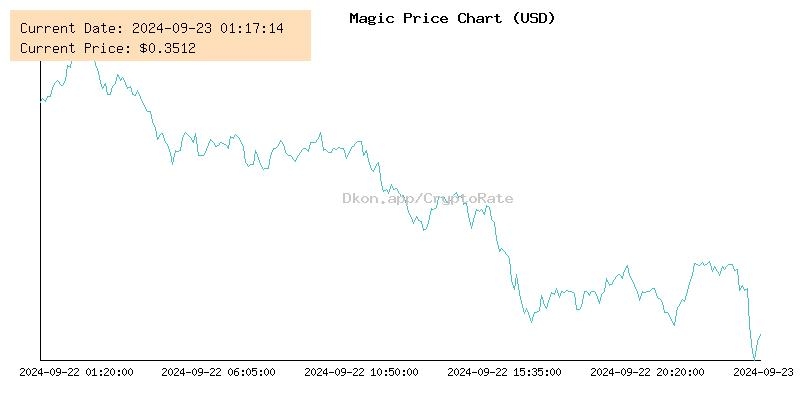 Magic Price Chart (USD)
Current Date: 2024-09-23 01:17:14
Current Price: $0.3512
Dkon.app/CryptoRate
2024-09-22 01:20:00 2024-09-22 06:05:00 2024-09-22 10:50:00 2024-09-22 15:35:00 2024-09-22 20:20:00 2024-09-23